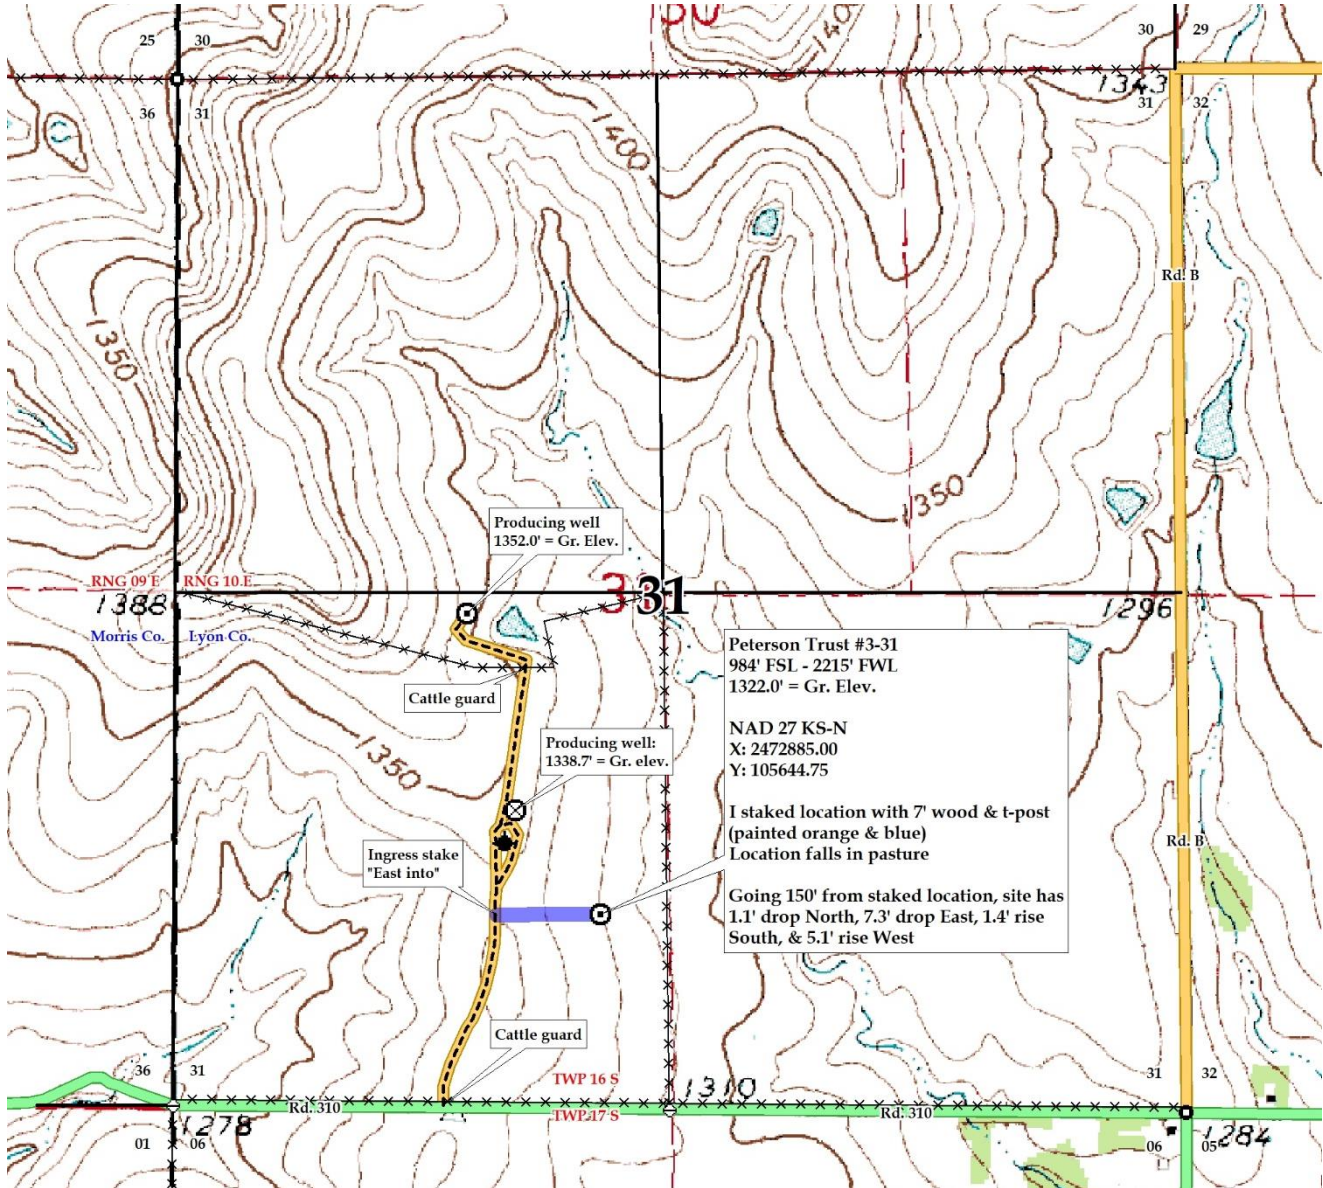 30
1400
25
30
30
29
1343
36
31
31
32
1400
Rd. B
1350
1350
Producing well
1352.0' = Gr. Elev.
RNG 09 E
RNG 10 E
1388
3
31
1296
Morris Co.
Lyon Co.
Peterson Trust #3-31
984' FSL - 2215' FWL
1322.0' = Gr. Elev.
NAD 27 KS-N
X: 2472885.00
Y: 105644.75
I staked location with 7' wood & t-post
(painted orange & blue)
Location falls in pasture
Going 150' from staked location, site has
1.1' drop North, 7.3' drop East, 1.4' rise
South, & 5.1' rise West
Cattle guard
Producing well:
1338.7' = Gr. elev.
1350
Rd. B
Ingress stake
"East into"
Cattle guard
36
31
31
32
TWP 16 S
1310
Rd. 310
TWP 17 S
Rd. 310
1278
01
06
06
05
1284